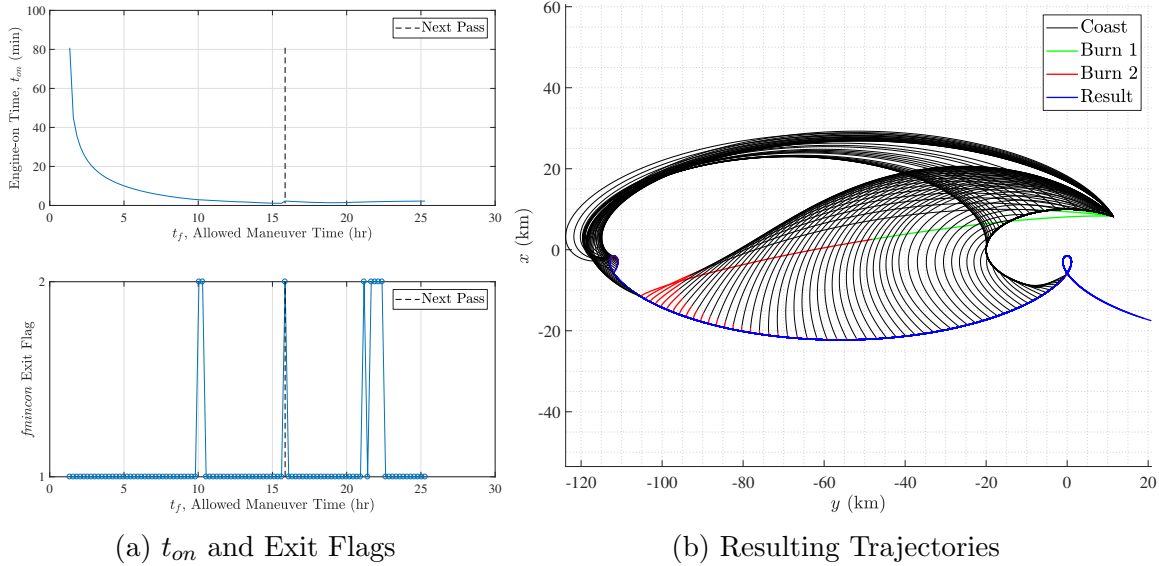 100
80
60
40
20
0
Engine-on Time, t_on (min)
Next Pass
0 5 10 15 20 25 30
t_f, Allowed Maneuver Time (hr)
2
1
fmincon Exit Flag
Next Pass
0 5 10 15 20 25 30
t_f, Allowed Maneuver Time (hr)
(a) t_on and Exit Flags
60
40
20
0
-20
-40
x (km)
Coast
Burn 1
Burn 2
Result
-120 -100 -80 -60 -40 -20 0 20
y (km)
(b) Resulting Trajectories